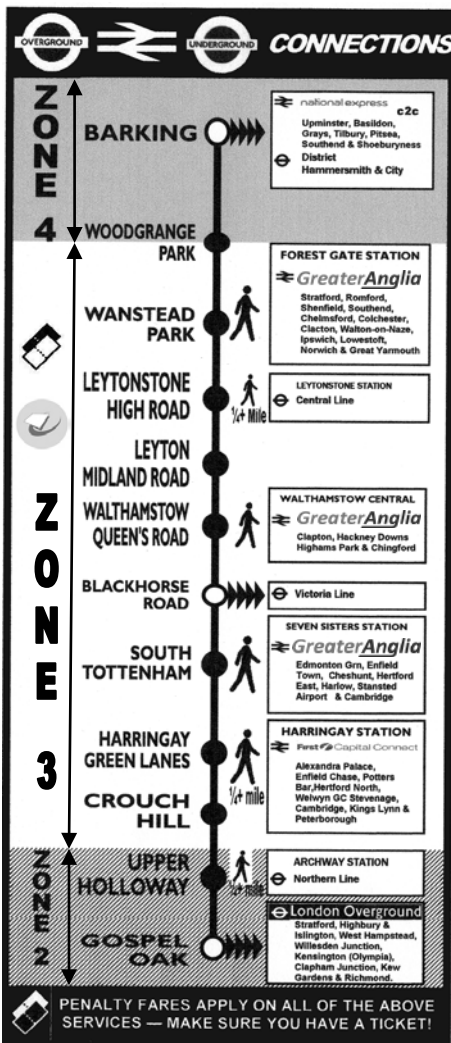 OVERGROUND
UNDERGROUND
CONNECTIONS
ZONE 4
BARKING
national express
c2c
Upminster, Basildon,
Grays, Tilbury, Pitsea,
Southend & Shoeburyness
District
Hammersmith & City
WOODGRANGE
PARK
FOREST GATE STATION
GreaterAnglia
Stratford, Romford,
Shenfield, Southend,
Chelmsford, Colchester,
Clacton, Walton-on-Naze,
Ipswich, Lowestoft,
Norwich & Great Yarmouth
WANSTEAD
PARK
ZONE 3
LEYTONSTONE
HIGH ROAD
¼+ Mile
LEYTONSTONE STATION
Central Line
LEYTON
MIDLAND ROAD
WALTHAMSTOW
QUEEN'S ROAD
WALTHAMSTOW CENTRAL
GreaterAnglia
Clapton, Hackney Downs
Highams Park & Chingford
BLACKHORSE
ROAD
Victoria Line
SOUTH
TOTTENHAM
SEVEN SISTERS STATION
GreaterAnglia
Edmonton Grn, Enfield
Town, Cheshunt, Hertford
East, Harlow, Stansted
Airport & Cambridge
HARRINGAY
GREEN LANES
¼+ mile
HARRINGAY STATION
First Capital Connect
Alexandra Palace,
Enfield Chase, Potters
Bar,Hertford North,
Welwyn GC Stevenage,
Cambridge, Kings Lynn &
Peterborough
CROUCH
HILL
ZONE 2
UPPER
HOLLOWAY
mile
ARCHWAY STATION
Northern Line
GOSPEL
OAK
London Overground
Stratford, Highbury &
Islington, West Hampstead,
Willesden Junction,
Kensington (Olympia),
Clapham Junction, Kew
Gardens & Richmond.
PENALTY FARES APPLY ON ALL OF THE ABOVE
SERVICES — MAKE SURE YOU HAVE A TICKET!